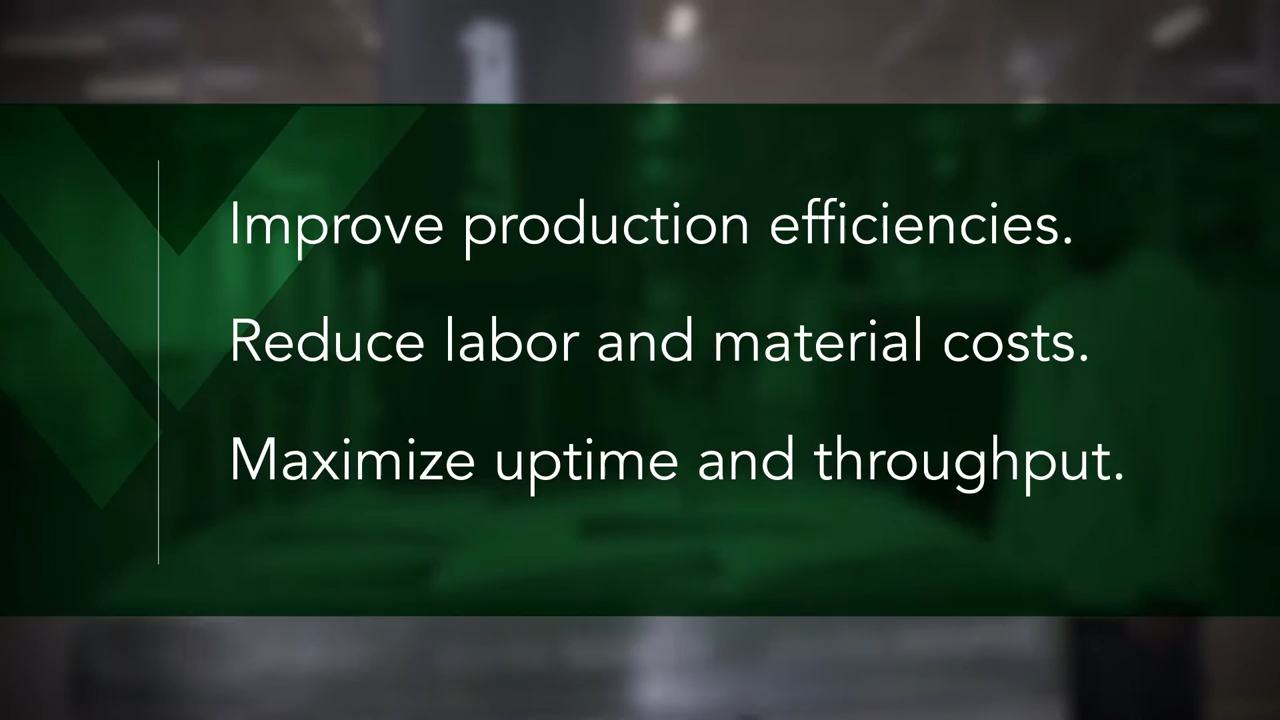 Improve production efficiencies.
Reduce labor and material costs.
Maximize uptime and throughput.